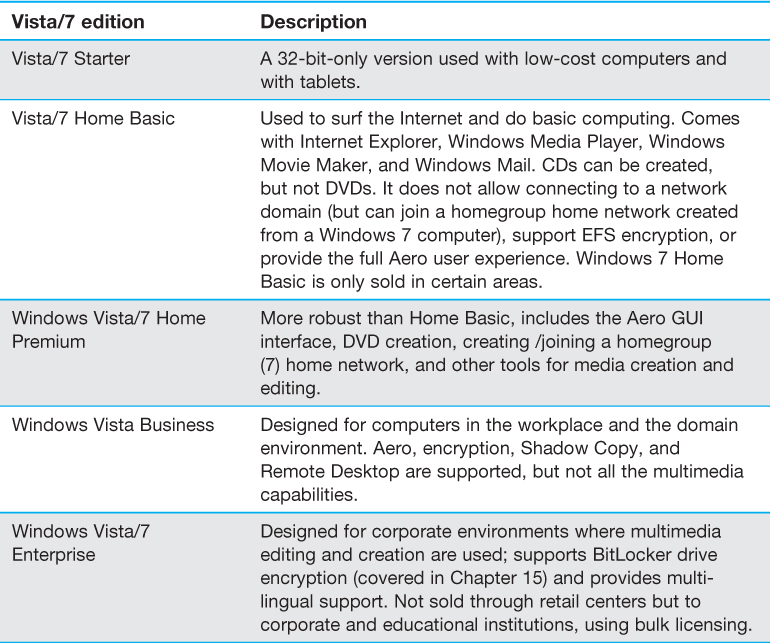 Vista/7 edition Description
Vista/7 Starter A 32-bit-only version used with low-cost computers and
with tablets.
Vista/7 Home Basic Used to surf the Internet and do basic computing. Comes
with Internet Explorer, Windows Media Player, Windows
Movie Maker, and Windows Mail. CDs can be created,
but not DVDs. It does not allow connecting to a network
domain (but can join a homegroup home network created
from a Windows 7 computer), support EFS encryption, or
provide the full Aero user experience. Windows 7 Home
Basic is only sold in certain areas.
Windows Vista/7 Home More robust than Home Basic, includes the Aero GUI
Premium interface, DVD creation, creating /joining a homegroup
(7) home network, and other tools for media creation and
editing.
Windows Vista Business Designed for computers in the workplace and the domain
environment. Aero, encryption, Shadow Copy, and
Remote Desktop are supported, but not all the multimedia
capabilities.
Windows Vista/7 Designed for corporate environments where multimedia
Enterprise editing and creation are used; supports BitLocker drive
encryption (covered in Chapter 15) and provides multi-
lingual support. Not sold through retail centers but to
corporate and educational institutions, using bulk licensing.